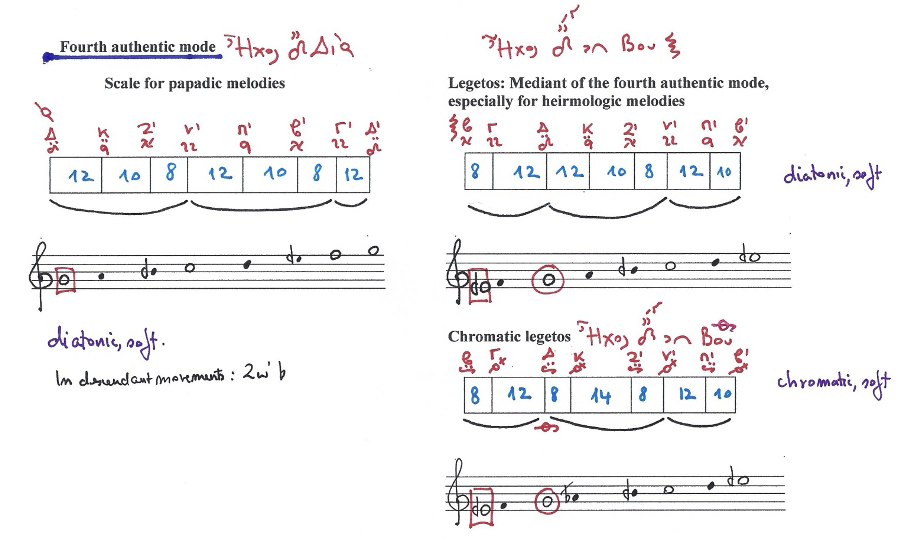 Fourth authentic mode Ἦχος Δι
Scale for papadic melodies
Δ Κ Ζ' ν' π' β' Γ' Δ'
12 10 8 12 10 8 12
diatonic, soft.
In descendant movements: Ζω' b
Ἦχος Βου
Legetos: Mediant of the fourth authentic mode,
especially for heirmologic melodies
β Γ Δ Κ Ζ' ν' π' β'
8 12 12 10 8 12 10
diatonic, soft
Chromatic legetos Ἦχος Βου
β Γ Δ Κ Ζ' ν' π' β'
8 12 8 14 8 12 10
chromatic, soft